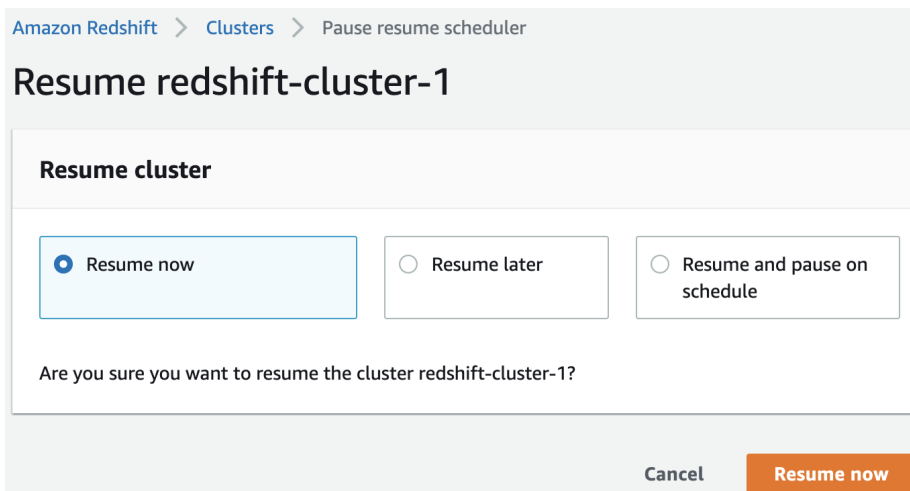 Amazon Redshift > Clusters > Pause resume scheduler
Resume redshift-cluster-1
Resume cluster
Resume now
Resume later
Resume and pause on
schedule
Are you sure you want to resume the cluster redshift-cluster-1?
Cancel
Resume now